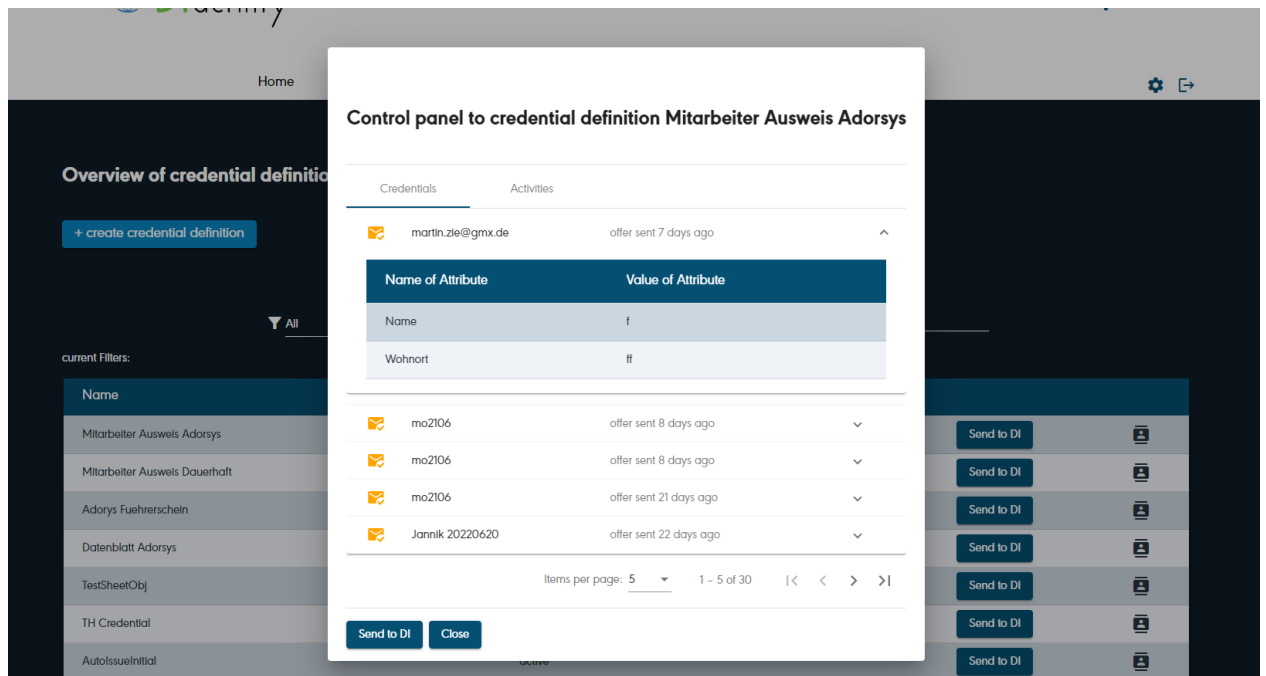 Home
Control panel to credential definition Mitarbeiter Ausweis Adorsys
Overview of credential definitio
Credentials Activities
+ create credential definition
martin.zie@gmx.de offer sent 7 days ago
Name of Attribute Value of Attribute
Name f
Wohnort ff
All
current Filters:
Name
mo2106 offer sent 8 days ago
mo2106 offer sent 8 days ago
mo2106 offer sent 21 days ago
Jannik 20220620 offer sent 22 days ago
Items per page: 5 1 - 5 of 30
Send to DI Close
Mitarbeiter Ausweis Adorsys Send to DI
Mitarbeiter Ausweis Dauerhaft Send to DI
Adorys Fuehrerschein Send to DI
Datenblatt Adorsys Send to DI
TestSheetObj Send to DI
TH Credential Send to DI
AutoIssueInitial active Send to DI